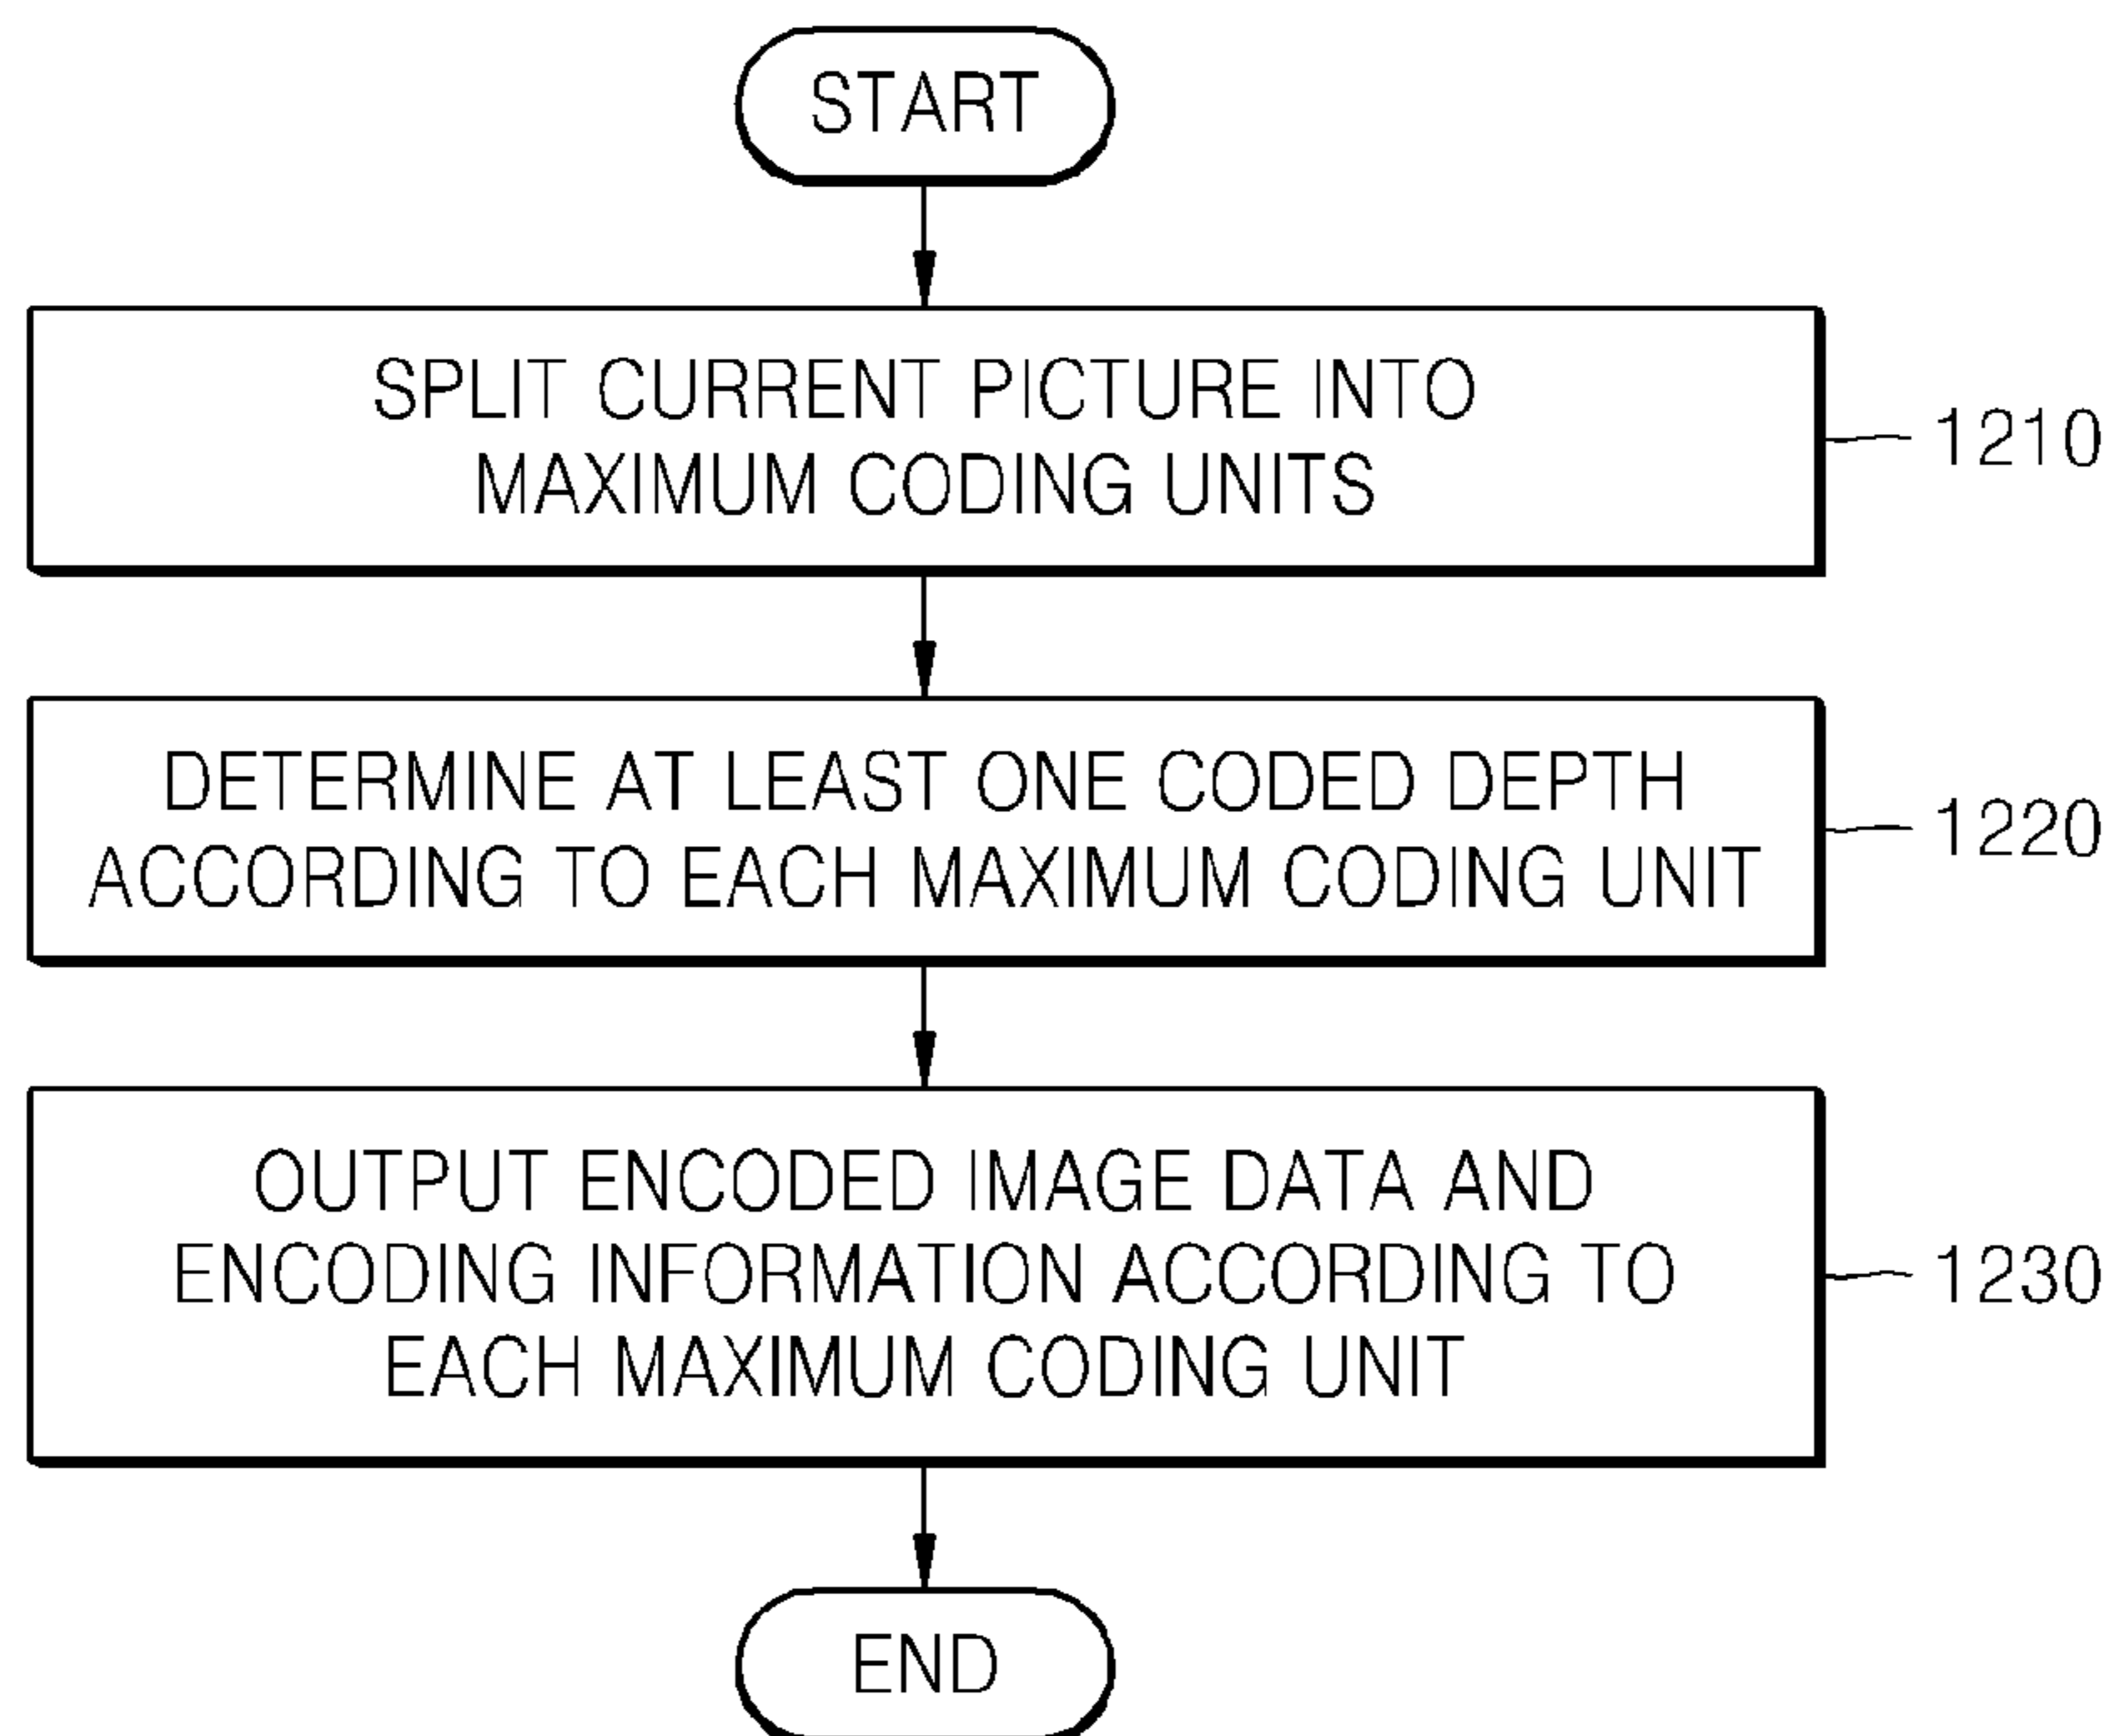 START
SPLIT CURRENT PICTURE INTO
MAXIMUM CODING UNITS
1210
DETERMINE AT LEAST ONE CODED DEPTH
ACCORDING TO EACH MAXIMUM CODING UNIT
1220
OUTPUT ENCODED IMAGE DATA AND
ENCODING INFORMATION ACCORDING TO
EACH MAXIMUM CODING UNIT
1230
END